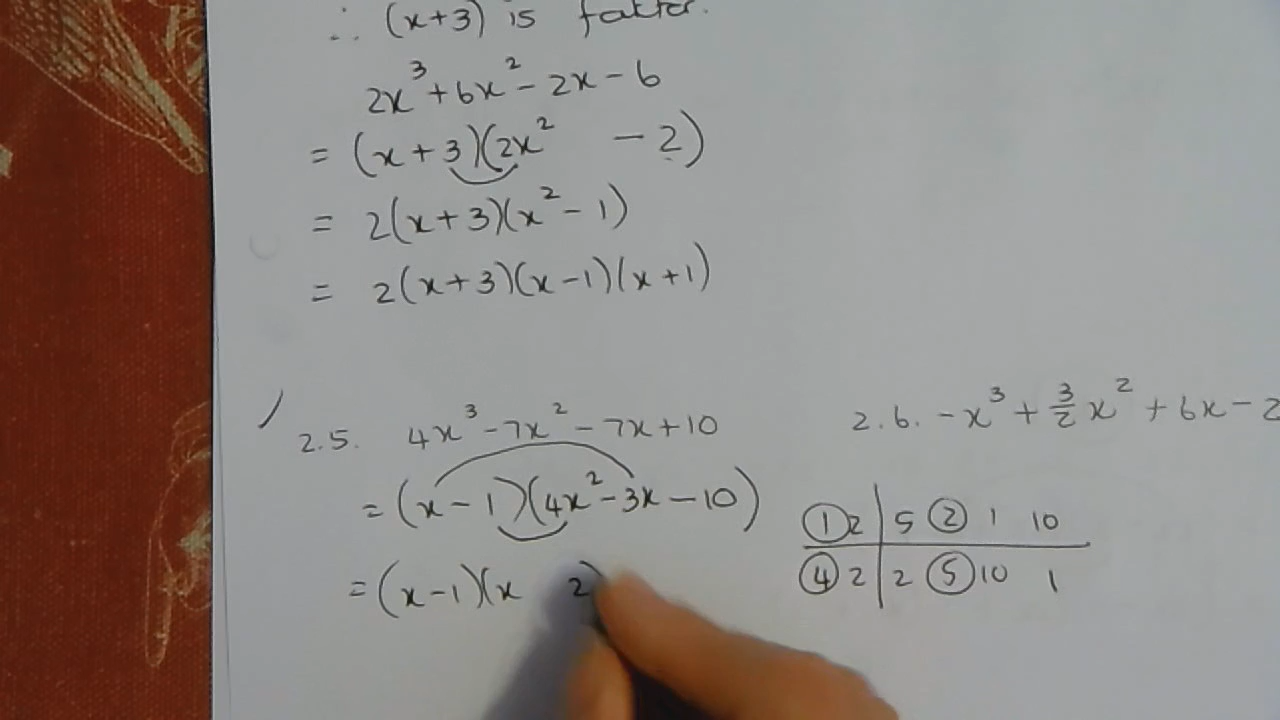 ∴ (x+3) is factor.
2x³+6x²-2x-6
= (x+3)(2x² -2)
= 2(x+3)(x²-1)
= 2(x+3)(x-1)(x+1)
2.5. 4x³-7x²-7x+10
= (x-1)(4x²-3x-10)
= (x-1)(x 2)
2.6. -x³+3/2x²+6x-2
1 2 | 5 2 1 10
4 2 | 2 5 10 1